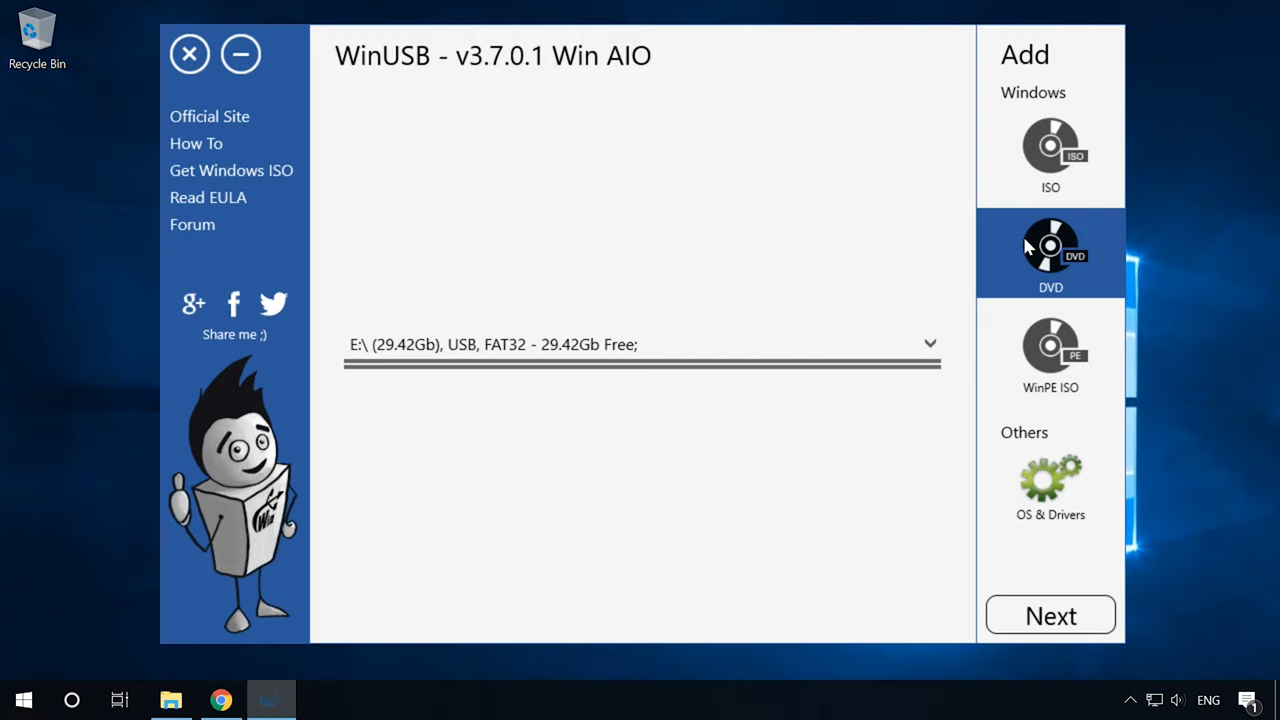 Recycle Bin
WinUSB - v3.7.0.1 Win AIO
Official Site
How To
Get Windows ISO
Read EULA
Forum
g+
f
Share me ;)
Win
E:\ (29.42Gb), USB, FAT32 - 29.42Gb Free;
Add
Windows
ISO
ISO
DVD
DVD
PE
WinPE ISO
Others
OS & Drivers
Next
ENG
1